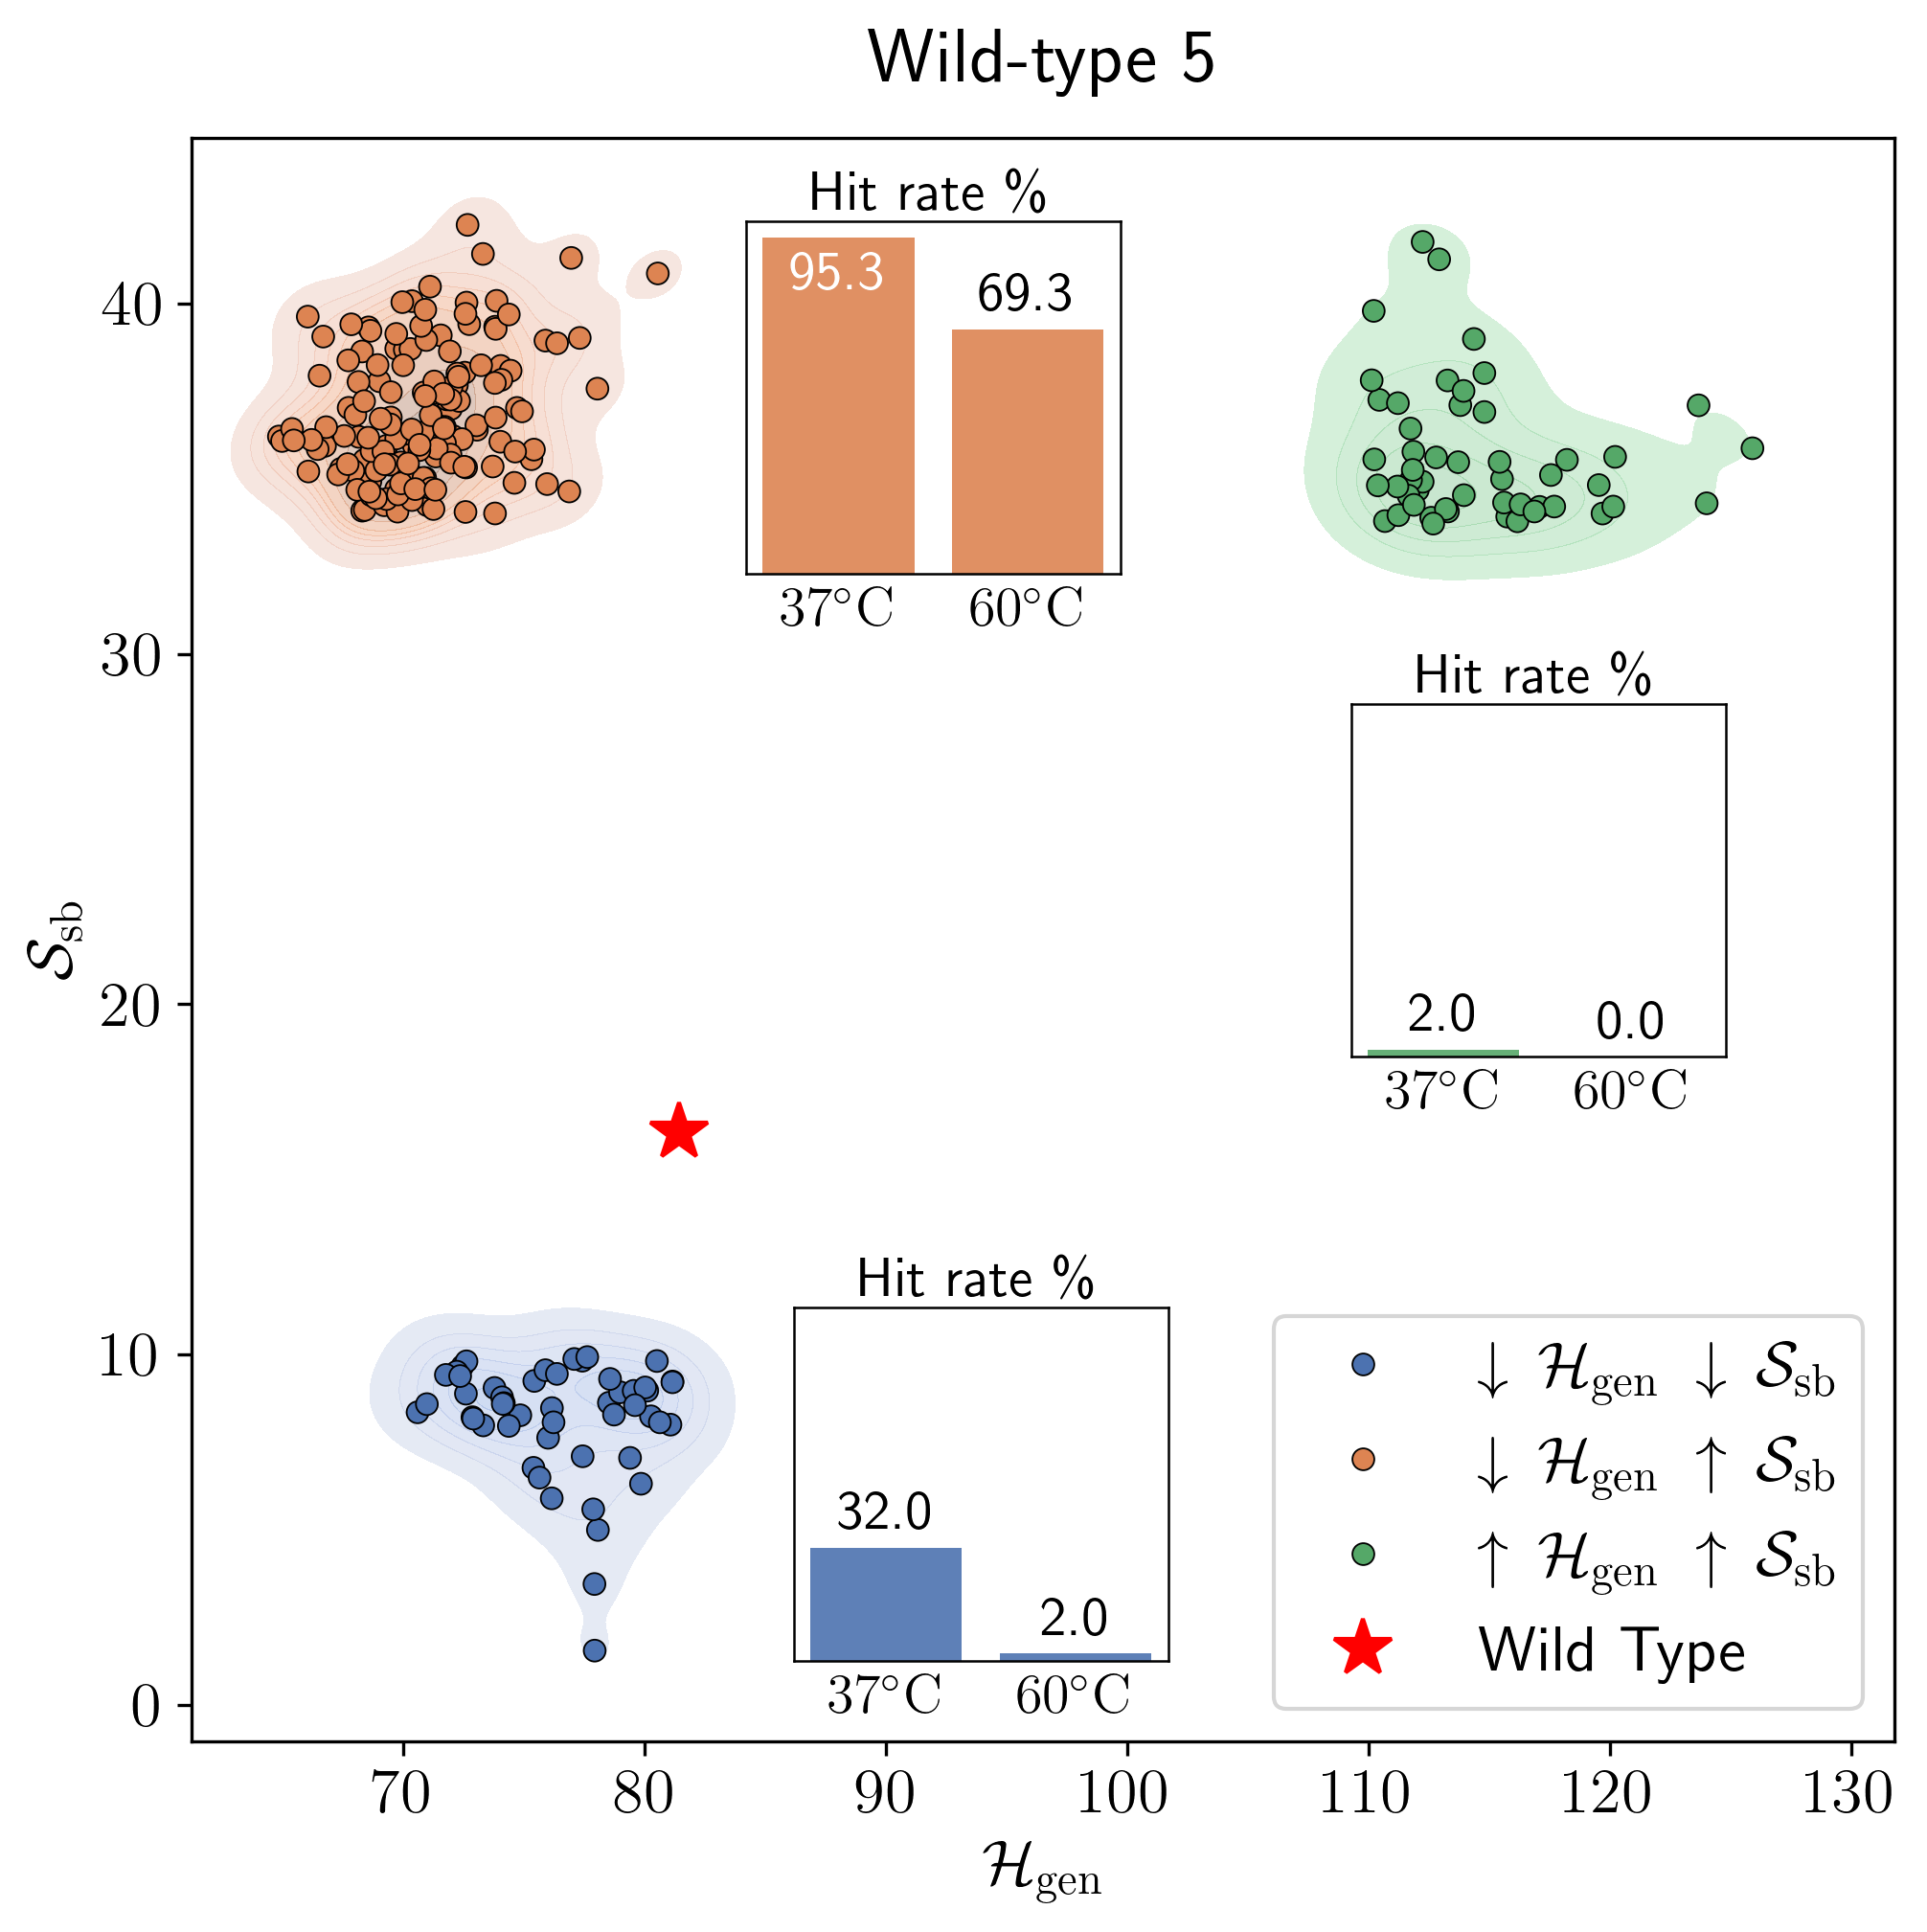 Wild-type 5
Hit rate %
95.3
69.3
37°C
60°C
Hit rate %
2.0
0.0
37°C
60°C
Hit rate %
32.0
2.0
37°C
60°C
↓ ℋgen ↓ 𝒮sb
↓ ℋgen ↑ 𝒮sb
↑ ℋgen ↑ 𝒮sb
Wild Type
40
30
20
10
0
𝒮sb
70 80 90 100 110 120 130
ℋgen